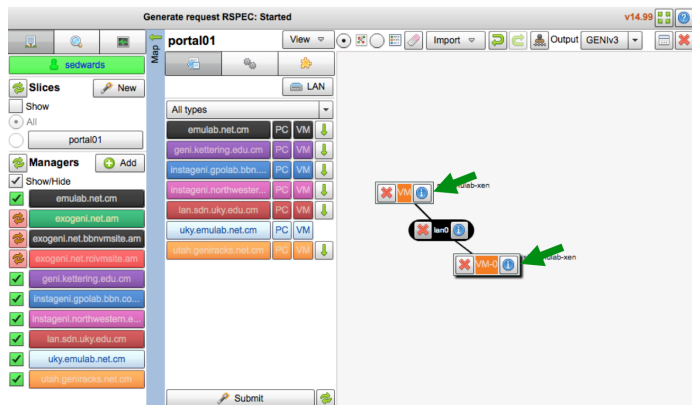 Generate request RSPEC: Started
v14.99
sedwards
Slices
New
Show
All
portal01
Managers
Add
Show/Hide
emulab.net.cm
exogeni.net.am
exogeni.net.bbnvmsite.am
exogeni.net.rcivmsite.am
geni.kettering.edu.cm
instageni.gpolab.bbn.co...
instageni.northwestern.e...
lan.sdn.uky.edu.cm
uky.emulab.net.cm
utah.geniracks.net.cm
Map
portal01
View
LAN
All types
emulab.net.cm PC VM
geni.kettering.edu.cm PC VM
instageni.gpolab.bbn.... PC VM
instageni.northwester... PC VM
lan.sdn.uky.edu.cm PC VM
uky.emulab.net.cm PC VM
utah.geniracks.net.cm PC VM
Submit
Import
Output GENIv3
VM
lan0
VM-0